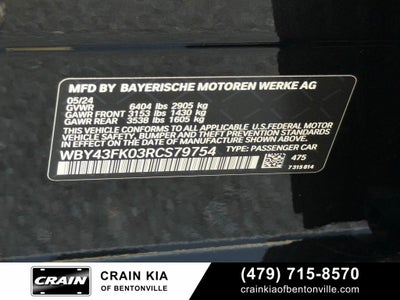 MFD BY BAYERISCHE MOTOREN WERKE AG
05/24
GVWR 6404 lbs 2905 kg
GAWR FRONT 3153 lbs 1430 kg
GAWR REAR 3538 lbs 1605 kg
THIS VEHICLE CONFORMS TO ALL APPLICABLE U.S.FEDERAL MOTOR
VEHICLE SAFETY, BUMPER, AND THEFT PREVENTION STANDARDS IN
EFFECT ON THE DATE OF MANUFACTURE SHOWN ABOVE.
WBY43FK03RCS79754 TYPE: PASSENGER CAR
475
7 315 814
CRAIN
CRAIN KIA
OF BENTONVILLE
(479) 715-8570
crainkiaofbentonville.com